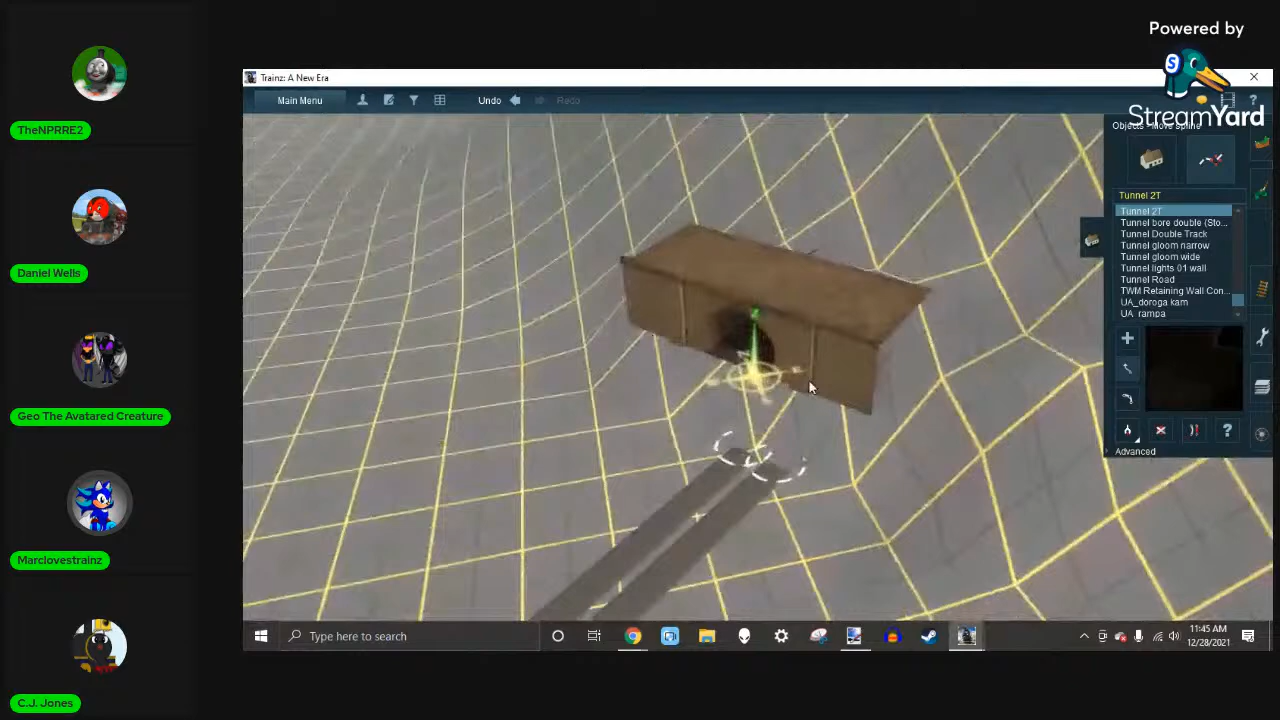 Powered by
S
StreamYard
Trainz: A New Era
Main Menu
Undo
Redo
?
Objects - Move Spline
Tunnel 2T
Tunnel 2T
Tunnel bore double (Sto...
Tunnel Double Track
Tunnel gloom narrow
Tunnel gloom wide
Tunnel lights 01 wall
Tunnel Road
TWM Retaining Wall Con...
UA_doroga kam
UA_rampa
?
Advanced
TheNPRRE2
Daniel Wells
Geo The Avatared Creature
Marclovestrainz
C.J. Jones
Type here to search
11:45 AM
12/28/2021